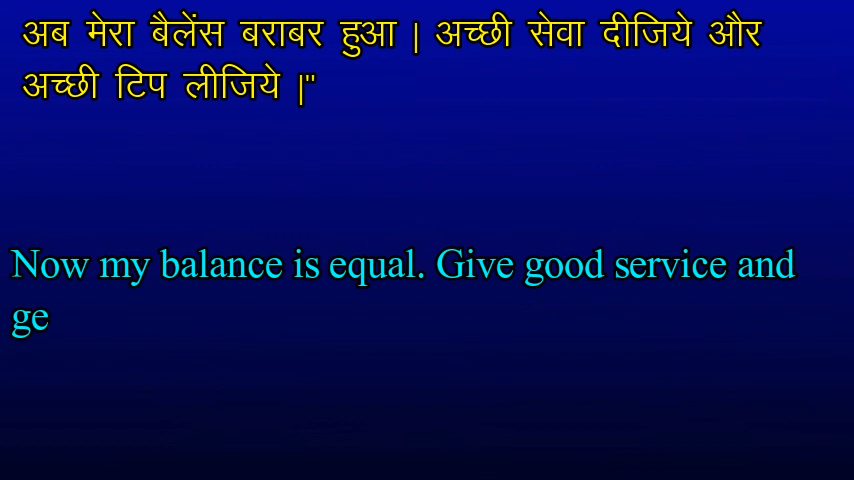 अब मेरा बैलेंस बराबर हुआ | अच्छी सेवा दीजिये और
अच्छी टिप लीजिये |"
Now my balance is equal. Give good service and
ge